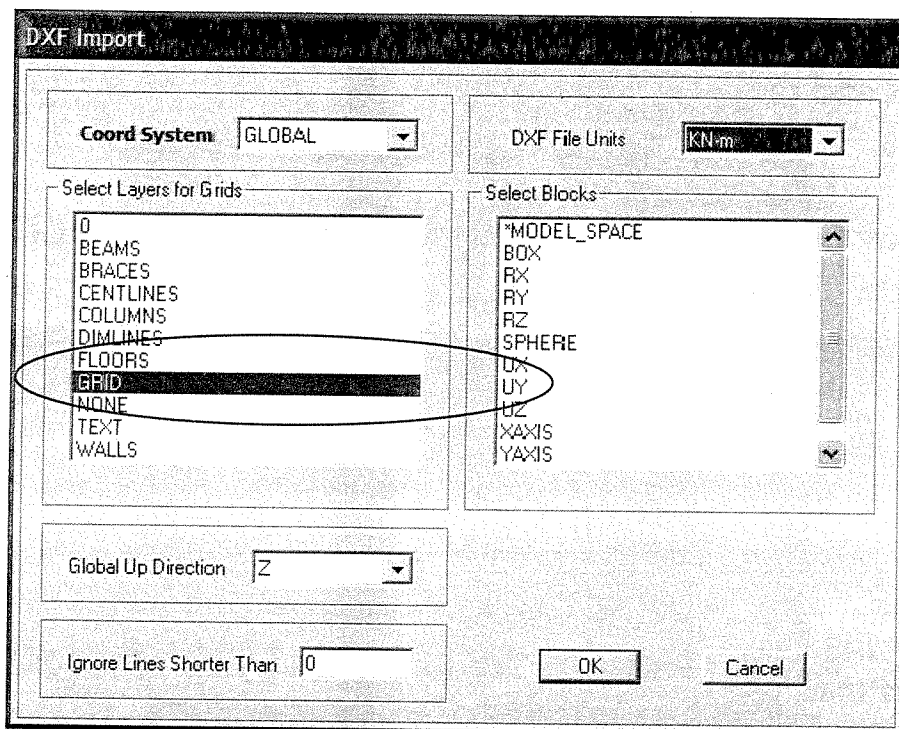 DXF Import
Coord System GLOBAL
DXF File Units KN-m
Select Layers for Grids
0
BEAMS
BRACES
CENTLINES
COLUMNS
DIMLINES
FLOORS
GRID
NONE
TEXT
WALLS
Select Blocks
*MODEL_SPACE
BOX
RX
RY
RZ
SPHERE
UX
UY
UZ
XAXIS
YAXIS
Global Up Direction Z
Ignore Lines Shorter Than 0
OK
Cancel